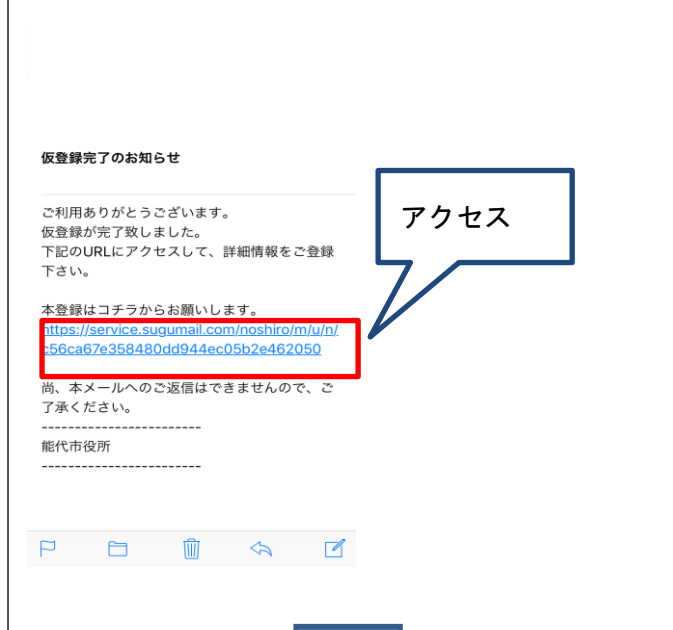 仮登録完了のお知らせ
ご利用ありがとうございます。
仮登録が完了致しました。
下記のURLにアクセスして、詳細情報をご登録
下さい。
本登録はコチラからお願いします。
https://service.sugumail.com/noshiro/m/u/n/
c56ca67e358480dd944ec05b2e462050
尚、本メールへのご返信はできませんので、ご
了承ください。
------------------------
能代市役所
------------------------
アクセス